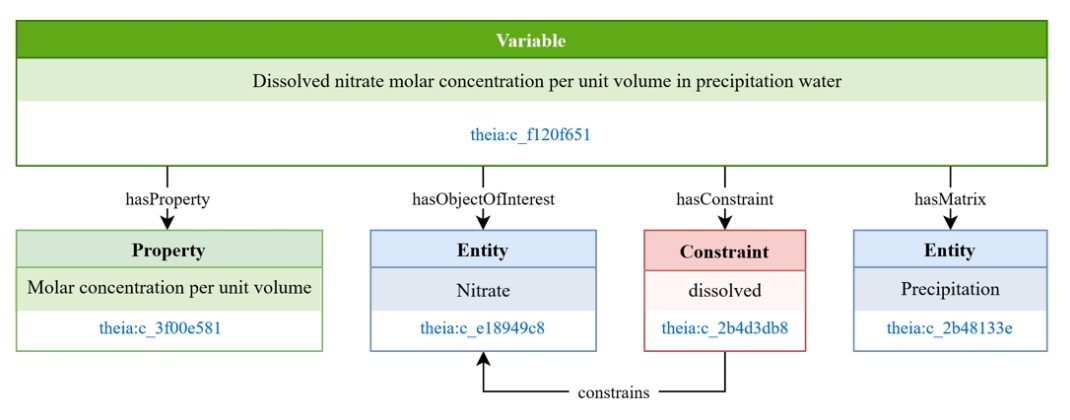 Variable
Dissolved nitrate molar concentration per unit volume in precipitation water
theia:c_f120f651
hasProperty
hasObjectOfInterest
hasConstraint
hasMatrix
Property
Molar concentration per unit volume
theia:c_3f00e581
Entity
Nitrate
theia:c_e18949c8
Constraint
dissolved
theia:c_2b4d3db8
Entity
Precipitation
theia:c_2b48133e
constrains